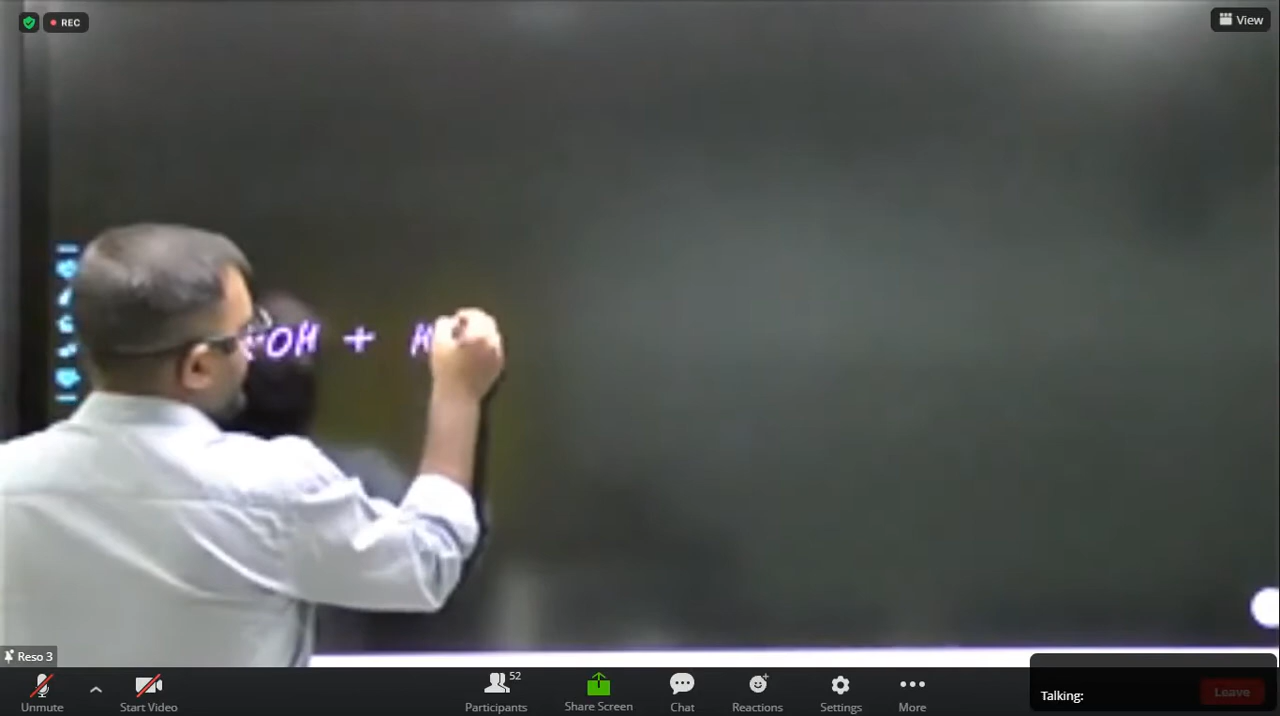 REC
View
OH + H
Reso 3
Unmute
Start Video
Participants
52
Share Screen
Chat
Reactions
Settings
More
Talking:
Leave